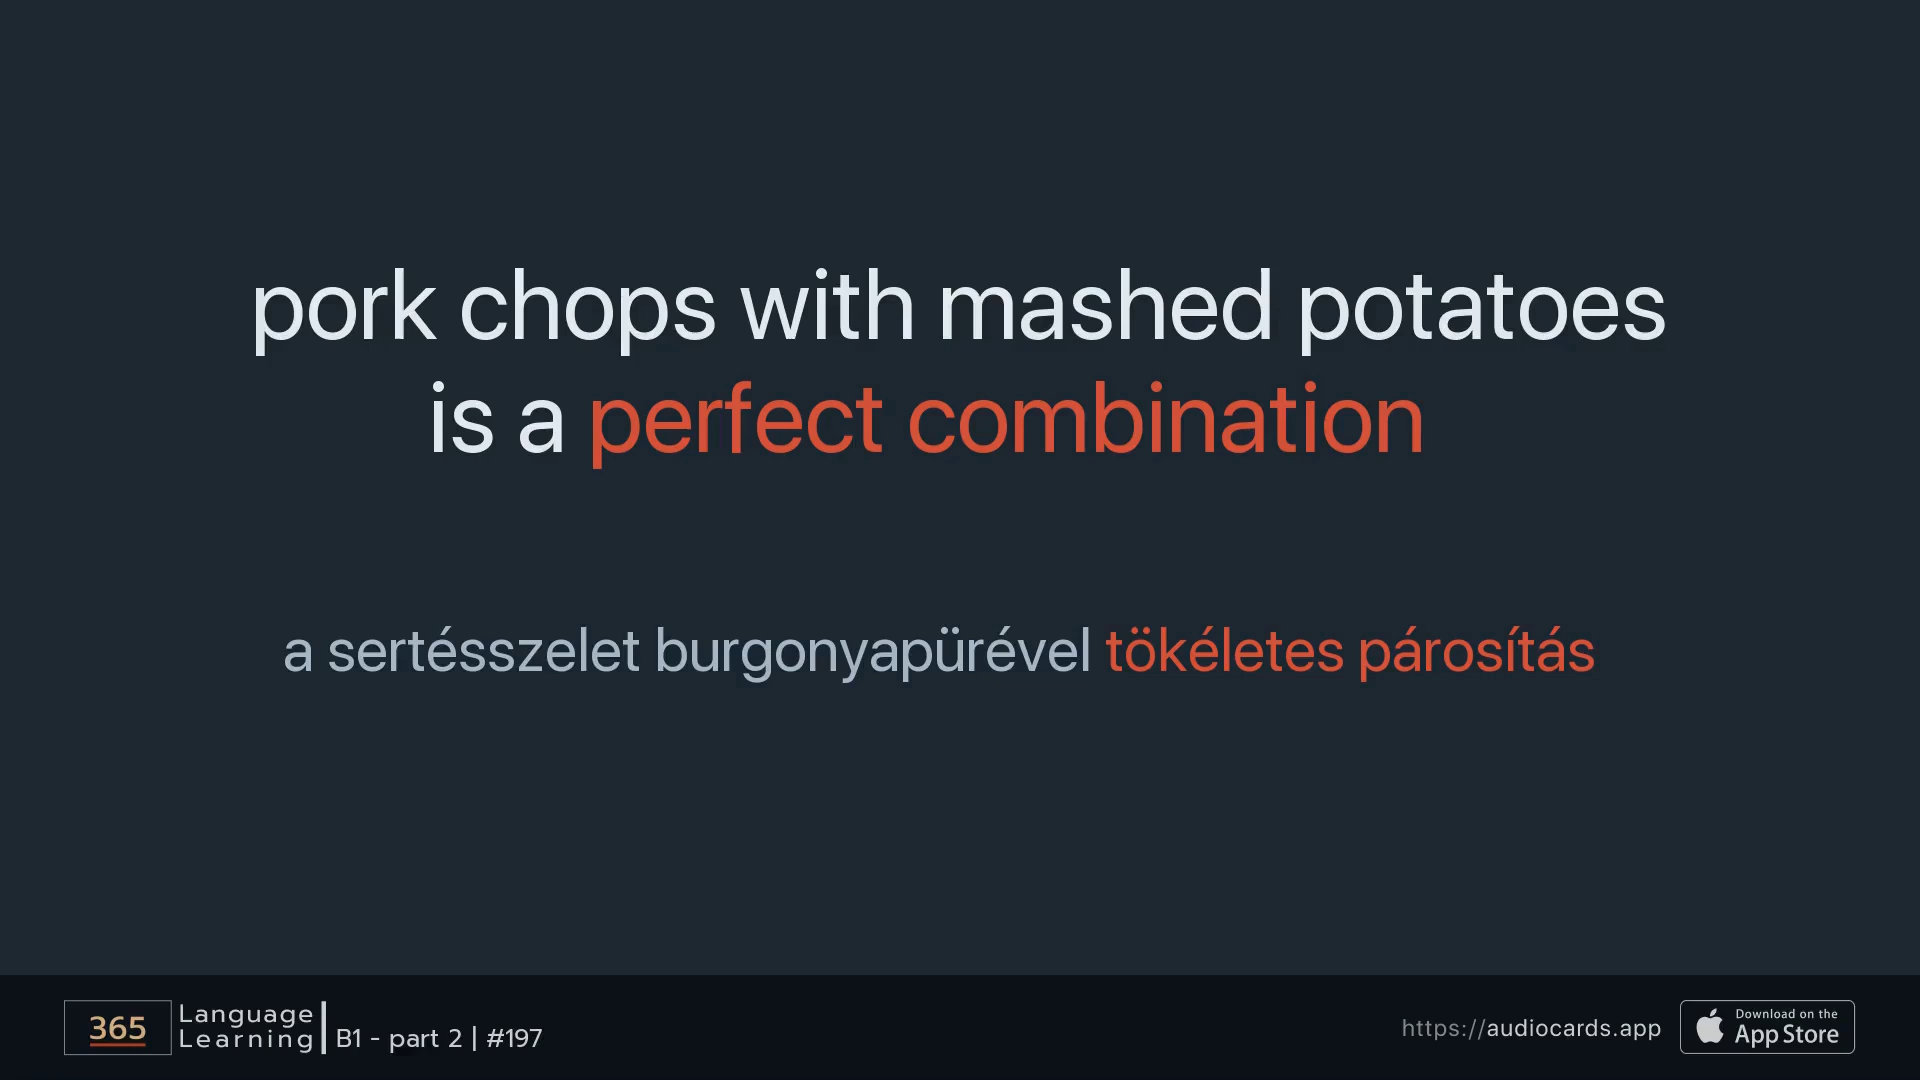 pork chops with mashed potatoes
is a perfect combination
a sertésszelet burgonyapürével tökéletes párosítás
365
Language
Learning
B1 - part 2 | #197
https://audiocards.app
Download on the
App Store